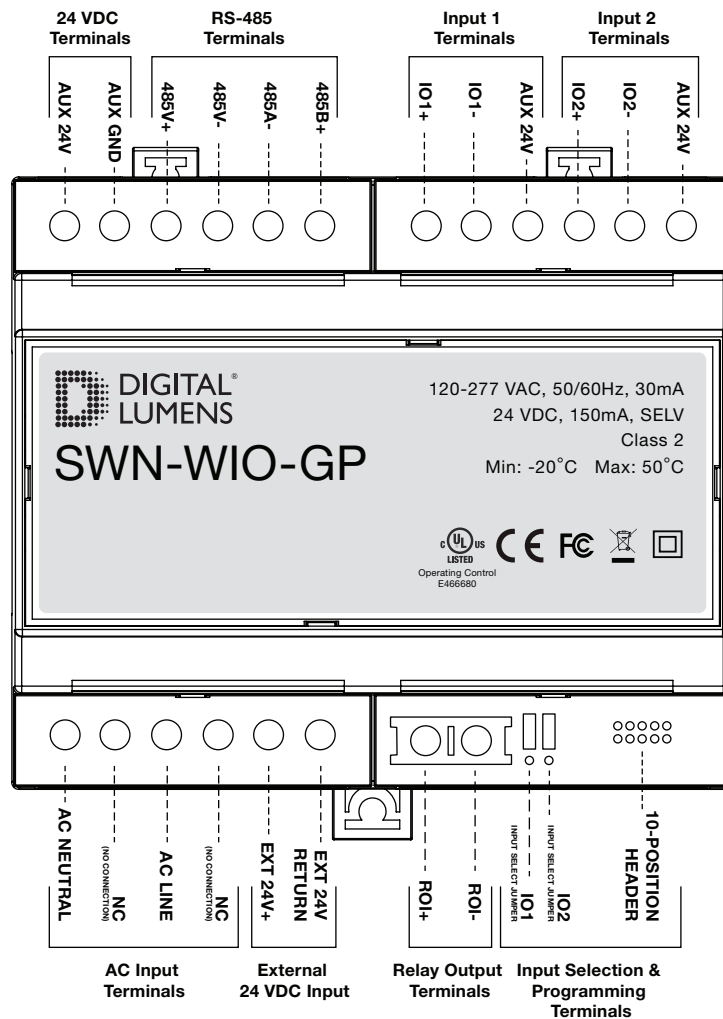 24 VDC
Terminals
RS-485
Terminals
Input 1
Terminals
Input 2
Terminals
AUX 24V
AUX GND
485V+
485V-
485A-
485B+
IO1+
IO1-
AUX 24V
IO2+
IO2-
AUX 24V
DIGITAL®
LUMENS
SWN-WIO-GP
120-277 VAC, 50/60Hz, 30mA
24 VDC, 150mA, SELV
Class 2
Min: -20°C Max: 50°C
C UL US
LISTED
CE FC
Operating Control
E466680
AC NEUTRAL
NC
(NO CONNECTION)
AC LINE
NC
(NO CONNECTION)
EXT 24V+
EXT 24V
RETURN
ROI+
ROI-
IO1
INPUT SELECT JUMPER
IO2
INPUT SELECT JUMPER
10-POSITION
HEADER
AC Input
Terminals
External
24 VDC Input
Relay Output
Terminals
Input Selection &
Programming
Terminals